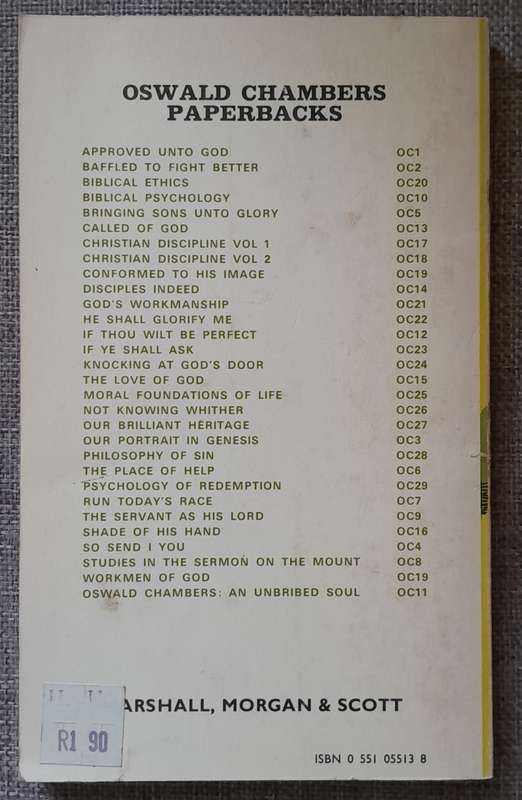 OSWALD CHAMBERS
PAPERBACKS
APPROVED UNTO GOD OC1
BAFFLED TO FIGHT BETTER OC2
BIBLICAL ETHICS OC20
BIBLICAL PSYCHOLOGY OC10
BRINGING SONS UNTO GLORY OC5
CALLED OF GOD OC13
CHRISTIAN DISCIPLINE VOL 1 OC17
CHRISTIAN DISCIPLINE VOL 2 OC18
CONFORMED TO HIS IMAGE OC19
DISCIPLES INDEED OC14
GOD'S WORKMANSHIP OC21
HE SHALL GLORIFY ME OC22
IF THOU WILT BE PERFECT OC12
IF YE SHALL ASK OC23
KNOCKING AT GOD'S DOOR OC24
THE LOVE OF GOD OC15
MORAL FOUNDATIONS OF LIFE OC25
NOT KNOWING WHITHER OC26
OUR BRILLIANT HERITAGE OC27
OUR PORTRAIT IN GENESIS OC3
PHILOSOPHY OF SIN OC28
THE PLACE OF HELP OC6
PSYCHOLOGY OF REDEMPTION OC29
RUN TODAY'S RACE OC7
THE SERVANT AS HIS LORD OC9
SHADE OF HIS HAND OC16
SO SEND I YOU OC4
STUDIES IN THE SERMON ON THE MOUNT OC8
WORKMEN OF GOD OC19
OSWALD CHAMBERS: AN UNBRIBED SOUL OC11
ARSHALL, MORGAN & SCOTT
R1 90
ISBN 0 551 05513 8